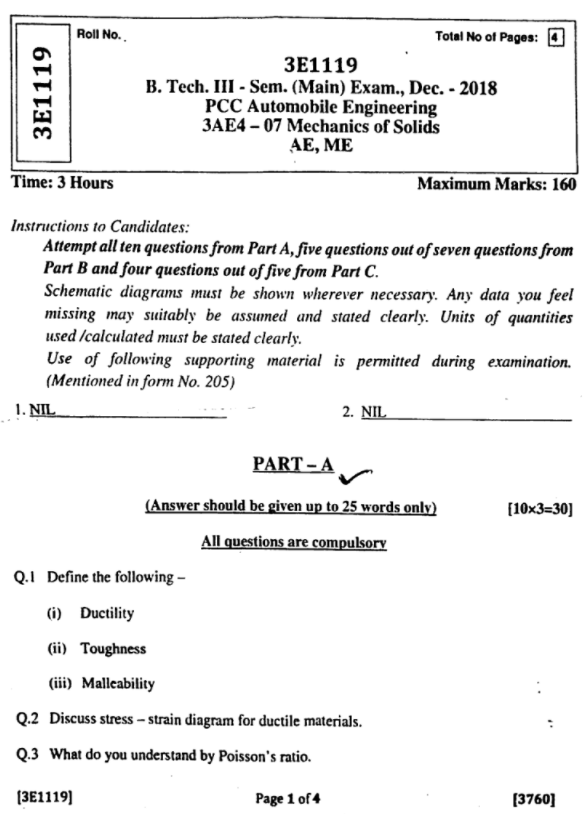 3E1119
Roll No.
Total No of Pages: 4
3E1119
B. Tech. III - Sem. (Main) Exam., Dec. - 2018
PCC Automobile Engineering
3AE4 – 07 Mechanics of Solids
AE, ME
Time: 3 Hours
Maximum Marks: 160
Instructions to Candidates:
Attempt all ten questions from Part A, five questions out of seven questions from
Part B and four questions out of five from Part C.
Schematic diagrams must be shown wherever necessary. Any data you feel
missing may suitably be assumed and stated clearly. Units of quantities
used /calculated must be stated clearly.
Use of following supporting material is permitted during examination.
(Mentioned in form No. 205)
1. NIL
2. NIL
PART – A
(Answer should be given up to 25 words only)
[10×3=30]
All questions are compulsory
Q.1 Define the following –
(i) Ductility
(ii) Toughness
(iii) Malleability
Q.2 Discuss stress – strain diagram for ductile materials.
Q.3 What do you understand by Poisson's ratio.
[3E1119]
Page 1 of 4
[3760]